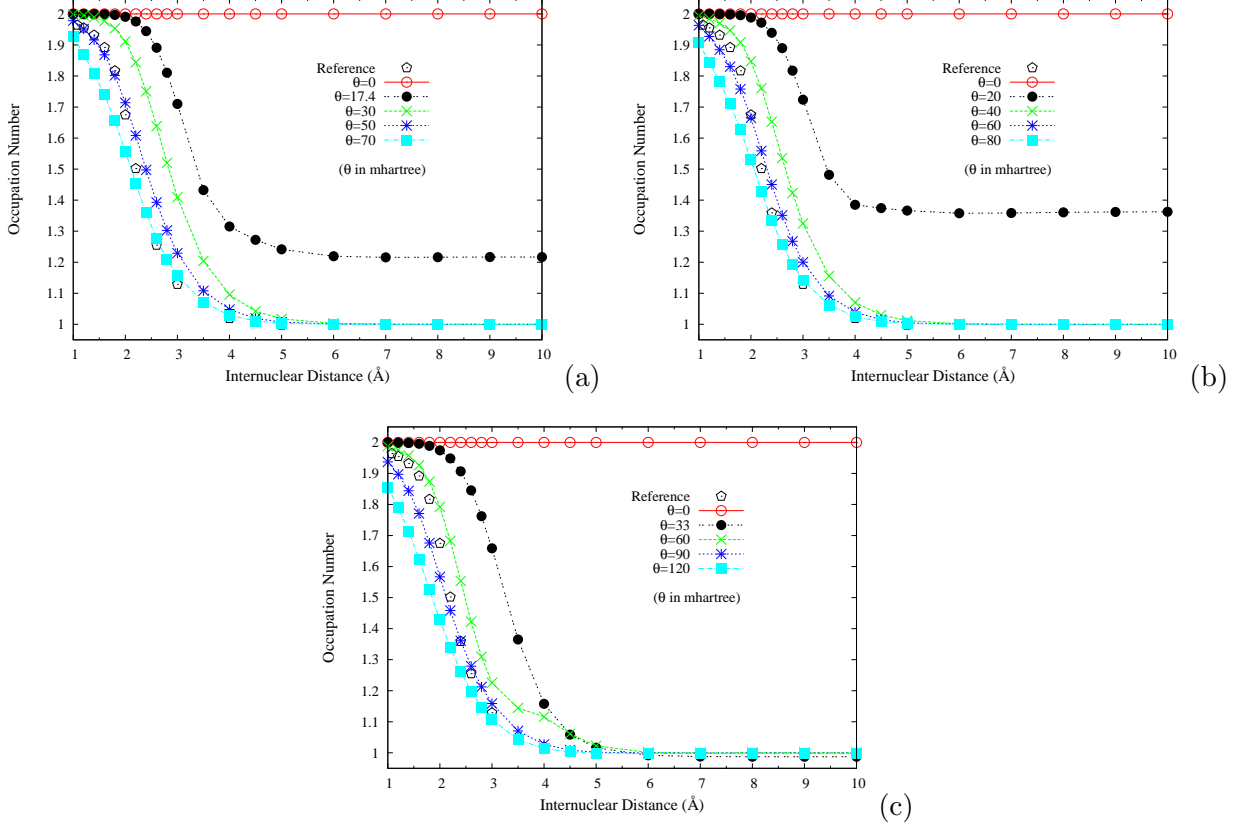 2
1.9
1.8
1.7
1.6
1.5
1.4
1.3
1.2
1.1
1
Occupation Number
Reference
θ=0
θ=17.4
θ=30
θ=50
θ=70
(θ in mhartree)
1 2 3 4 5 6 7 8 9 10
Internuclear Distance (Å)
(a)
2
1.9
1.8
1.7
1.6
1.5
1.4
1.3
1.2
1.1
1
Occupation Number
Reference
θ=0
θ=20
θ=40
θ=60
θ=80
(θ in mhartree)
1 2 3 4 5 6 7 8 9 10
Internuclear Distance (Å)
(b)
2
1.9
1.8
1.7
1.6
1.5
1.4
1.3
1.2
1.1
1
Occupation Number
Reference
θ=0
θ=33
θ=60
θ=90
θ=120
(θ in mhartree)
1 2 3 4 5 6 7 8 9 10
Internuclear Distance (Å)
(c)